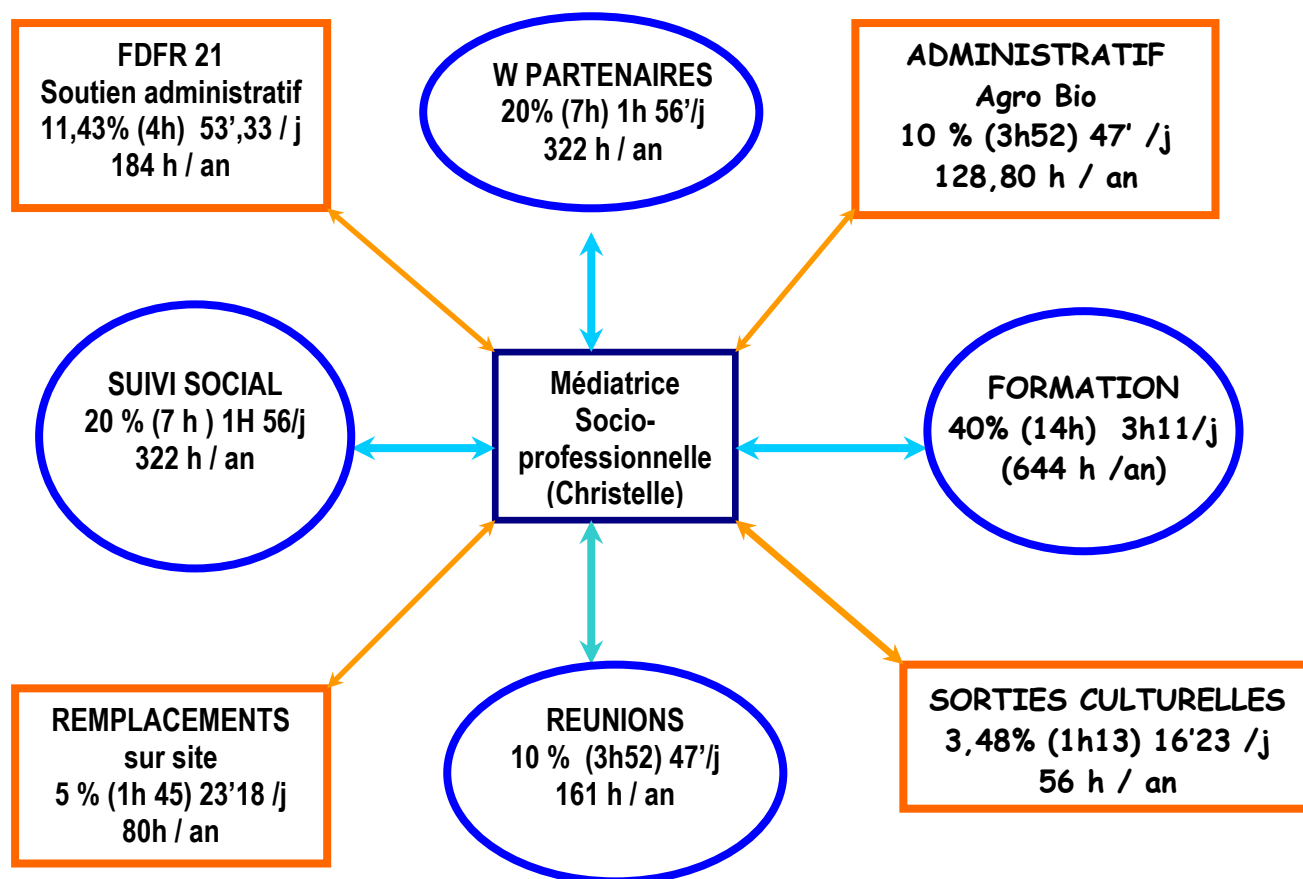 FDFR 21
Soutien administratif
11,43% (4h) 53',33 / j
184 h / an
W PARTENAIRES
20% (7h) 1h 56'/j
322 h / an
ADMINISTRATIF
Agro Bio
10 % (3h52) 47' /j
128,80 h / an
SUIVI SOCIAL
20 % (7 h ) 1H 56/j
322 h / an
Médiatrice
Socio-
professionnelle
(Christelle)
FORMATION
40% (14h) 3h11/j
(644 h /an)
REMPLACEMENTS
sur site
5 % (1h 45) 23'18 /j
80h / an
REUNIONS
10 % (3h52) 47'/j
161 h / an
SORTIES CULTURELLES
3,48% (1h13) 16'23 /j
56 h / an